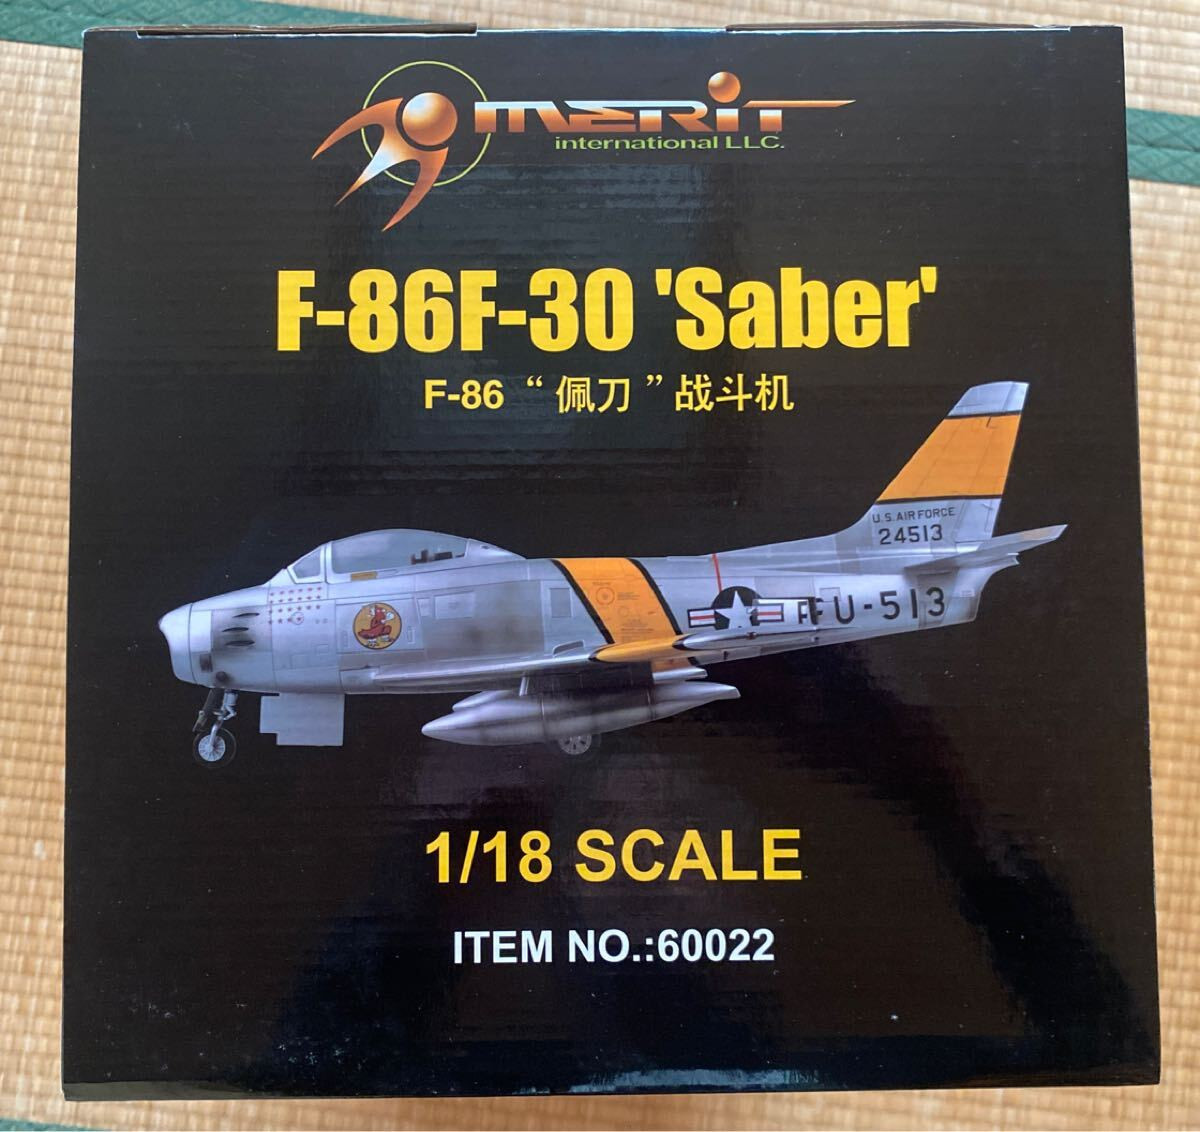 MERIT
international LLC.
F-86F-30 'Saber'
F-86 “佩刀”战斗机
U.S. AIR FORCE
24513
FU-513
1/18 SCALE
ITEM NO.:60022